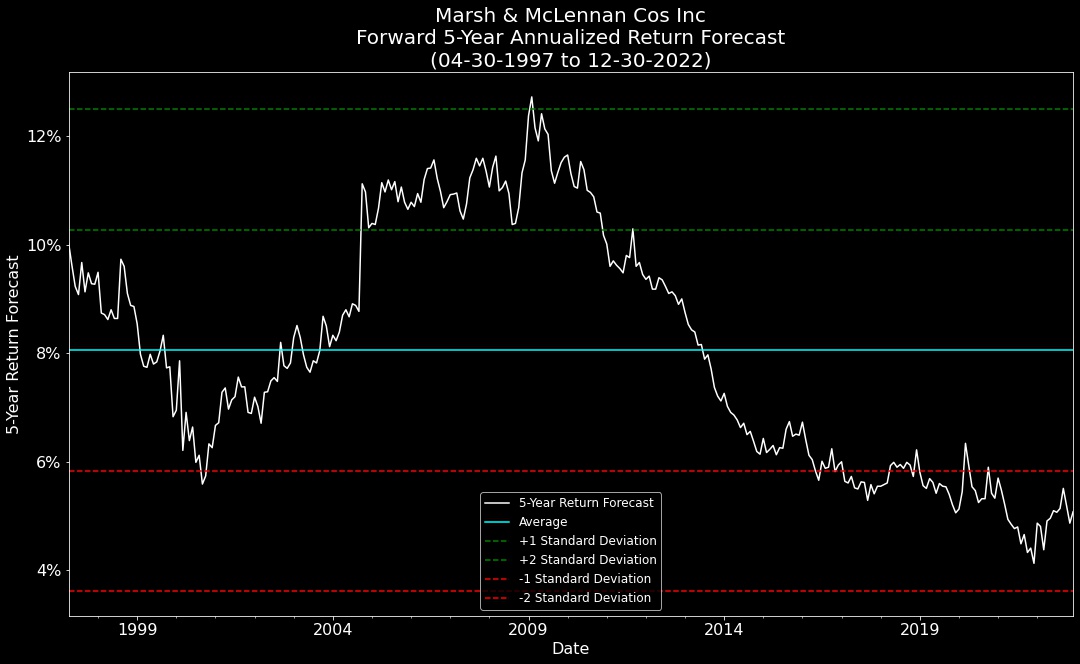 Marsh & McLennan Cos Inc
Forward 5-Year Annualized Return Forecast
(04-30-1997 to 12-30-2022)
12%
10%
8%
6%
4%
5-Year Return Forecast
5-Year Return Forecast
Average
+1 Standard Deviation
+2 Standard Deviation
-1 Standard Deviation
-2 Standard Deviation
1999 2004 2009 2014 2019
Date